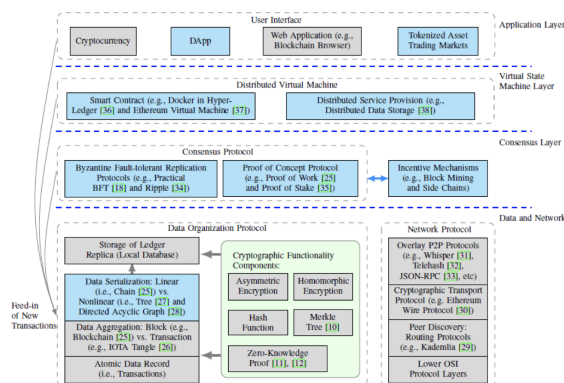 User Interface
Application Layer
Cryptocurrency
DApp
Web Application (e.g.,
Blockchain Browser)
Tokenized Asset
Trading Markets
Virtual State
Machine Layer
Distributed Virtual Machine
Smart Contract (e.g., Docker in Hyper-
Ledger [36] and Ethereum Virtual Machine [37])
Distributed Service Provision (e.g.,
Distributed Data Storage [38])
Consensus Layer
Consensus Protocol
Byzantine Fault-tolerant Replication
Protocols (e.g., Practical
BFT [18] and Ripple [34])
Proof of Concept Protocol
(e.g., Proof of Work [25]
and Proof of Stake [35])
Incentive Mechanisms
(e.g., Block Mining
and Side Chains)
Data and Network
Data Organization Protocol
Storage of Ledger
Replica (Local Database)
Data Serialization: Linear
(i.e., Chain [25]) vs.
Nonlinear (i.e., Tree [27] and
Directed Acyclic Graph [28])
Data Aggregation: Block (e.g.,
Blockchain [25]) vs. Transaction
(e.g., IOTA Tangle [26])
Atomic Data Record
(i.e., Transactions)
Feed-in
of New
Transactions
Cryptographic Functionality
Components:
Asymmetric
Encryption
Homomorphic
Encryption
Hash
Function
Merkle
Tree [10]
Zero-Knowledge
Proof [11], [12]
Network Protocol
Overlay P2P Protocols
(e.g., Whisper [31],
Telehash [32],
JSON-RPC [33], etc)
Cryptographic Transport
Protocol (e.g. Ethereum
Wire Protocol [30])
Peer Discovery:
Routing Protocols
(e.g., Kademlia [29])
Lower OSI
Protocol Layers